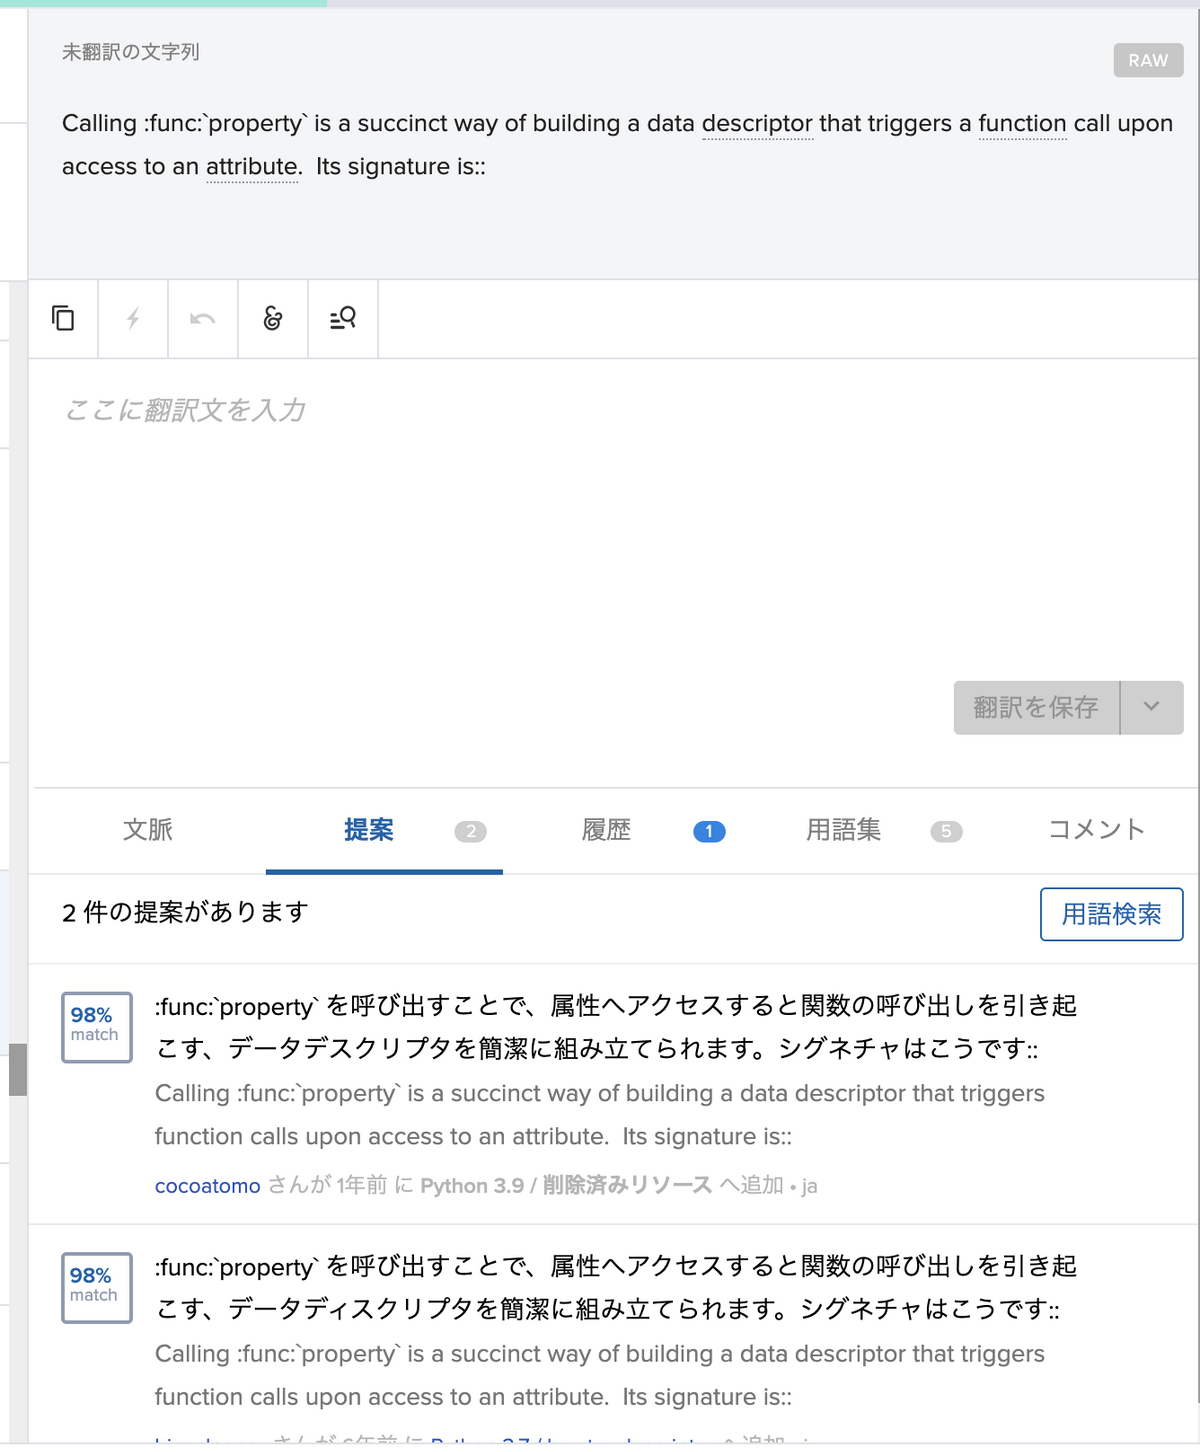 未翻訳の文字列
RAW
Calling :func:`property` is a succinct way of building a data descriptor that triggers a function call upon
access to an attribute.  Its signature is::
ここに翻訳文を入力
翻訳を保存
文脈 提案 2 履歴 1 用語集 5 コメント
2 件の提案があります
用語検索
98%
match
:func:`property` を呼び出すことで、属性へアクセスすると関数の呼び出しを引き起
こす、データデスクリプタを簡潔に組み立てられます。シグネチャはこうです::
Calling :func:`property` is a succinct way of building a data descriptor that triggers
function calls upon access to an attribute.  Its signature is::
cocoatomo さんが 1年前 に Python 3.9 / 削除済みリソース へ追加 • ja
98%
match
:func:`property` を呼び出すことで、属性へアクセスすると関数の呼び出しを引き起
こす、データディスクリプタを簡潔に組み立てられます。シグネチャはこうです::
Calling :func:`property` is a succinct way of building a data descriptor that triggers
function calls upon access to an attribute.  Its signature is::